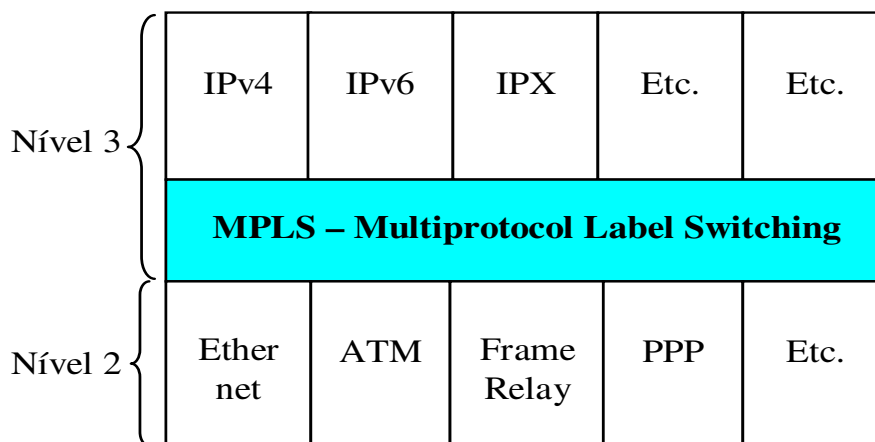 IPv4 IPv6 IPX Etc. Etc.
Nível 3
MPLS – Multiprotocol Label Switching
Nível 2
Ether
net
ATM
Frame
Relay
PPP
Etc.